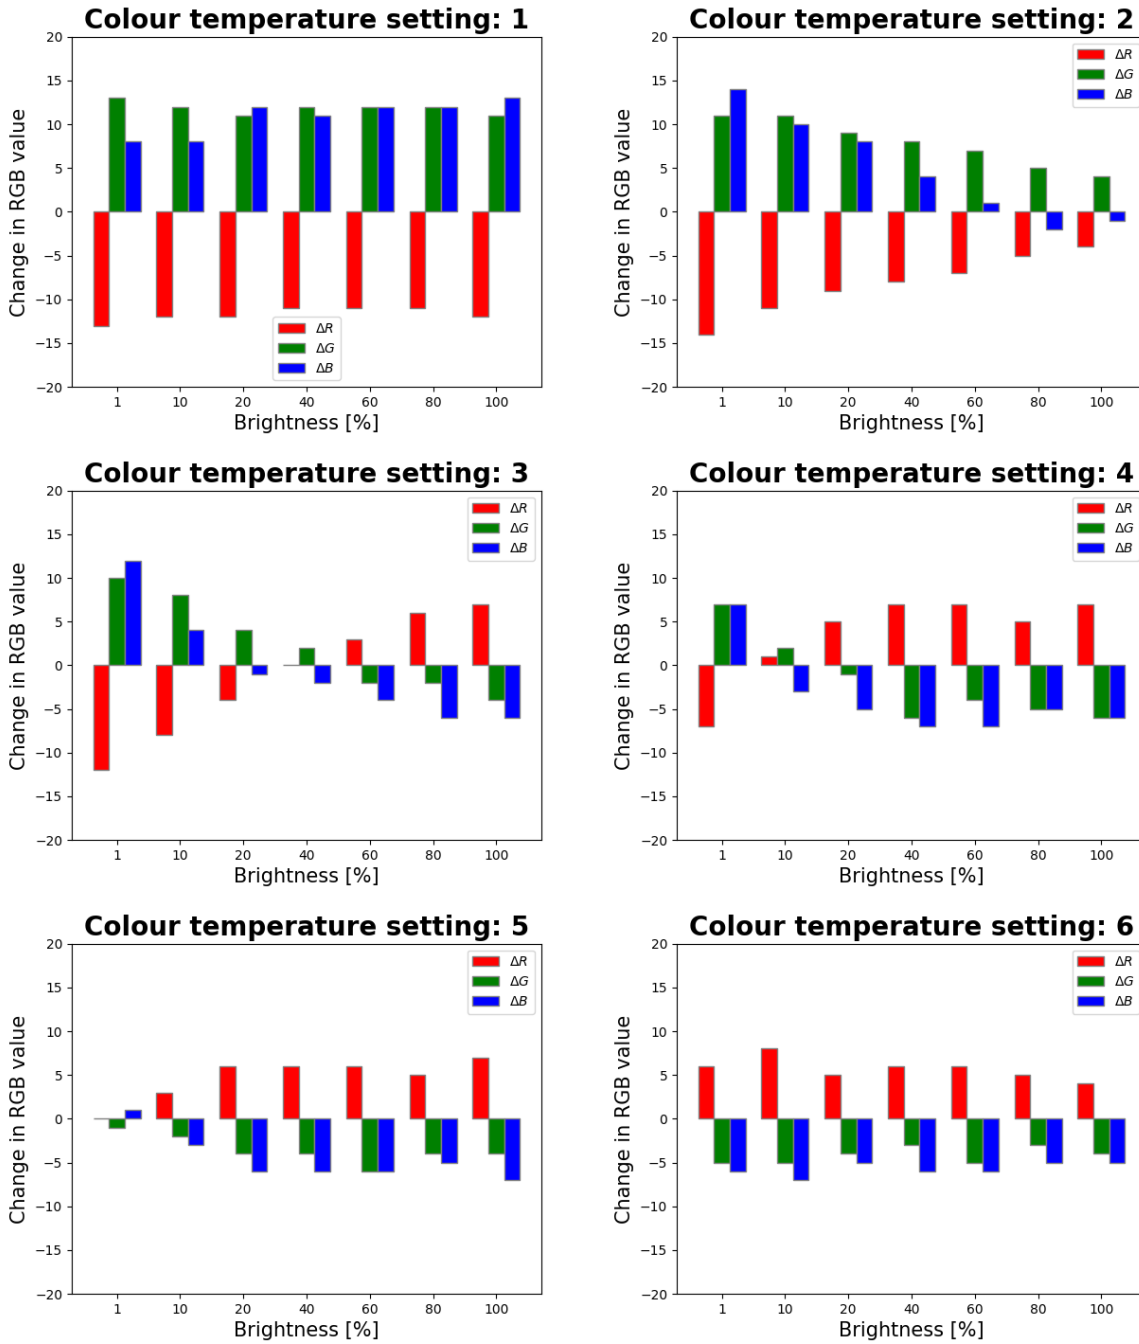 Colour temperature setting: 1
Change in RGB value
20
15
10
5
0
−5
−10
−15
−20
ΔR
ΔG
ΔB
1 10 20 40 60 80 100
Brightness [%]
Colour temperature setting: 2
Change in RGB value
20
15
10
5
0
−5
−10
−15
−20
ΔR
ΔG
ΔB
1 10 20 40 60 80 100
Brightness [%]
Colour temperature setting: 3
Change in RGB value
20
15
10
5
0
−5
−10
−15
−20
ΔR
ΔG
ΔB
1 10 20 40 60 80 100
Brightness [%]
Colour temperature setting: 4
Change in RGB value
20
15
10
5
0
−5
−10
−15
−20
ΔR
ΔG
ΔB
1 10 20 40 60 80 100
Brightness [%]
Colour temperature setting: 5
Change in RGB value
20
15
10
5
0
−5
−10
−15
−20
ΔR
ΔG
ΔB
1 10 20 40 60 80 100
Brightness [%]
Colour temperature setting: 6
Change in RGB value
20
15
10
5
0
−5
−10
−15
−20
ΔR
ΔG
ΔB
1 10 20 40 60 80 100
Brightness [%]